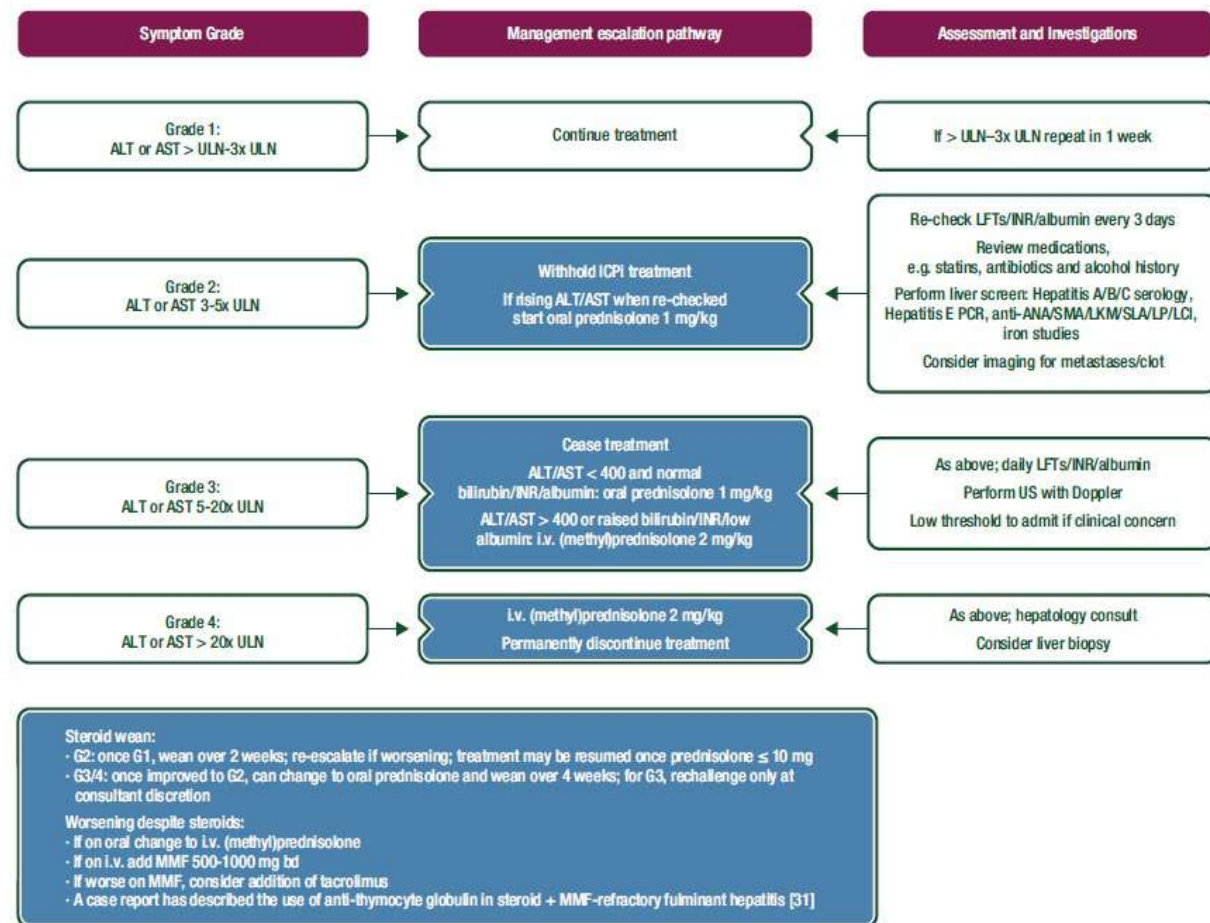 Symptom Grade
Management escalation pathway
Assessment and Investigations
Grade 1:
ALT or AST > ULN-3x ULN
Continue treatment
If > ULN–3x ULN repeat in 1 week
Grade 2:
ALT or AST 3-5x ULN
Withhold ICPi treatment
If rising ALT/AST when re-checked
start oral prednisolone 1 mg/kg
Re-check LFTs/INR/albumin every 3 days
Review medications,
e.g. statins, antibiotics and alcohol history
Perform liver screen: Hepatitis A/B/C serology,
Hepatitis E PCR, anti-ANA/SMA/LKM/SLA/LP/LCI,
iron studies
Consider imaging for metastases/clot
Grade 3:
ALT or AST 5-20x ULN
Cease treatment
ALT/AST < 400 and normal
bilirubin/INR/albumin: oral prednisolone 1 mg/kg
ALT/AST > 400 or raised bilirubin/INR/low
albumin: i.v. (methyl)prednisolone 2 mg/kg
As above; daily LFTs/INR/albumin
Perform US with Doppler
Low threshold to admit if clinical concern
Grade 4:
ALT or AST > 20x ULN
i.v. (methyl)prednisolone 2 mg/kg
Permanently discontinue treatment
As above; hepatology consult
Consider liver biopsy
Steroid wean:
· G2: once G1, wean over 2 weeks; re-escalate if worsening; treatment may be resumed once prednisolone ≤ 10 mg
· G3/4: once improved to G2, can change to oral prednisolone and wean over 4 weeks; for G3, rechallenge only at
consultant discretion
Worsening despite steroids:
· If on oral change to i.v. (methyl)prednisolone
· If on i.v. add MMF 500-1000 mg bd
· If worse on MMF, consider addition of tacrolimus
· A case report has described the use of anti-thymocyte globulin in steroid + MMF-refractory fulminant hepatitis [31]